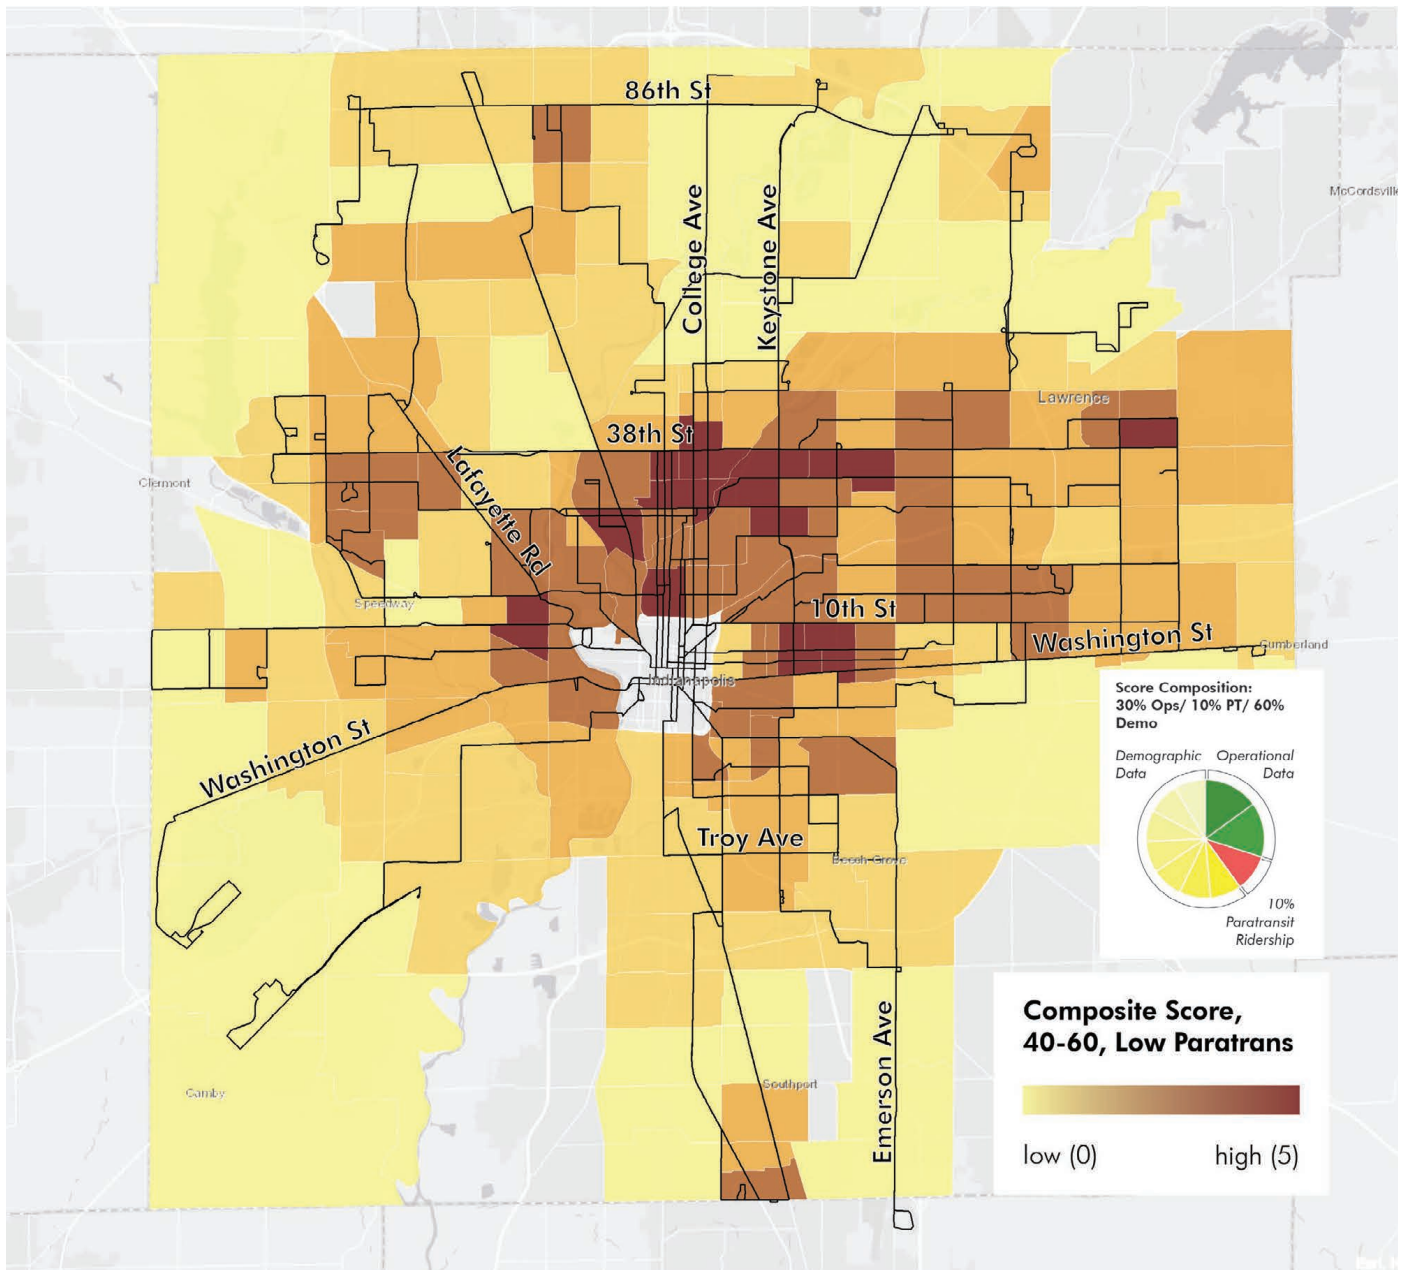 86th St
McCordsville
College Ave
Keystone Ave
Lawrence
38th St
Clermont
Lafayette Rd
Speedway
10th St
Washington St
Cumberland
Indianapolis
Score Composition:
30% Ops/ 10% PT/ 60%
Demo
Demographic
Data
Operational
Data
10%
Paratransit
Ridership
Washington St
Troy Ave
Beech Grove
Composite Score,
40-60, Low Paratrans
low (0)
high (5)
Emerson Ave
Southport
Camby